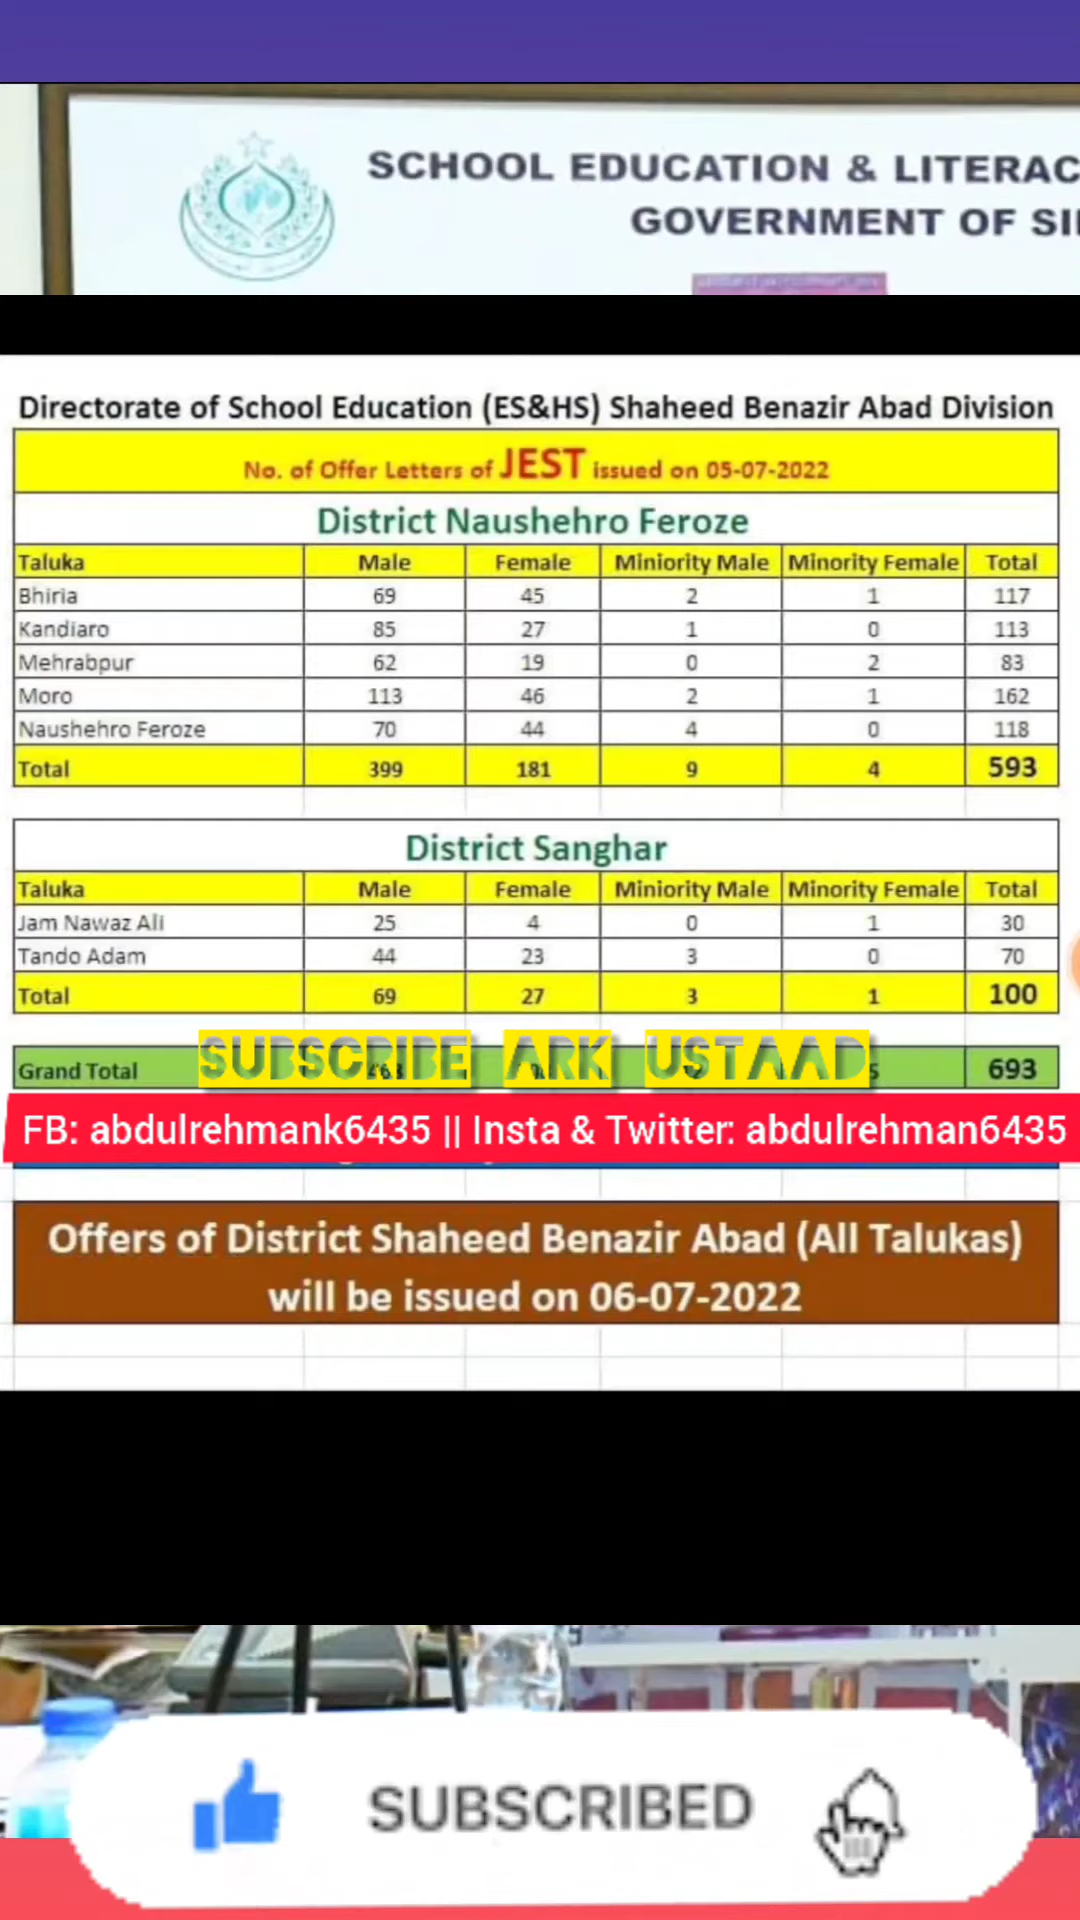 SCHOOL EDUCATION & LITERAC
GOVERNMENT OF SI
Directorate of School Education (ES&HS) Shaheed Benazir Abad Division
No. of Offer Letters of JEST issued on 05-07-2022
District Naushehro Feroze
Taluka Male Female Miniority Male Minority Female Total
Bhiria 69 45 2 1 117
Kandiaro 85 27 1 0 113
Mehrabpur 62 19 0 2 83
Moro 113 46 2 1 162
Naushehro Feroze 70 44 4 0 118
Total 399 181 9 4 593
District Sanghar
Taluka Male Female Miniority Male Minority Female Total
Jam Nawaz Ali 25 4 0 1 30
Tando Adam 44 23 3 0 70
Total 69 27 3 1 100
SUBSCRIBE ARK USTAAD
Grand Total 468 5 693
FB: abdulrehmank6435 || Insta & Twitter: abdulrehman6435
Offers of District Shaheed Benazir Abad (All Talukas)
will be issued on 06-07-2022
SUBSCRIBED